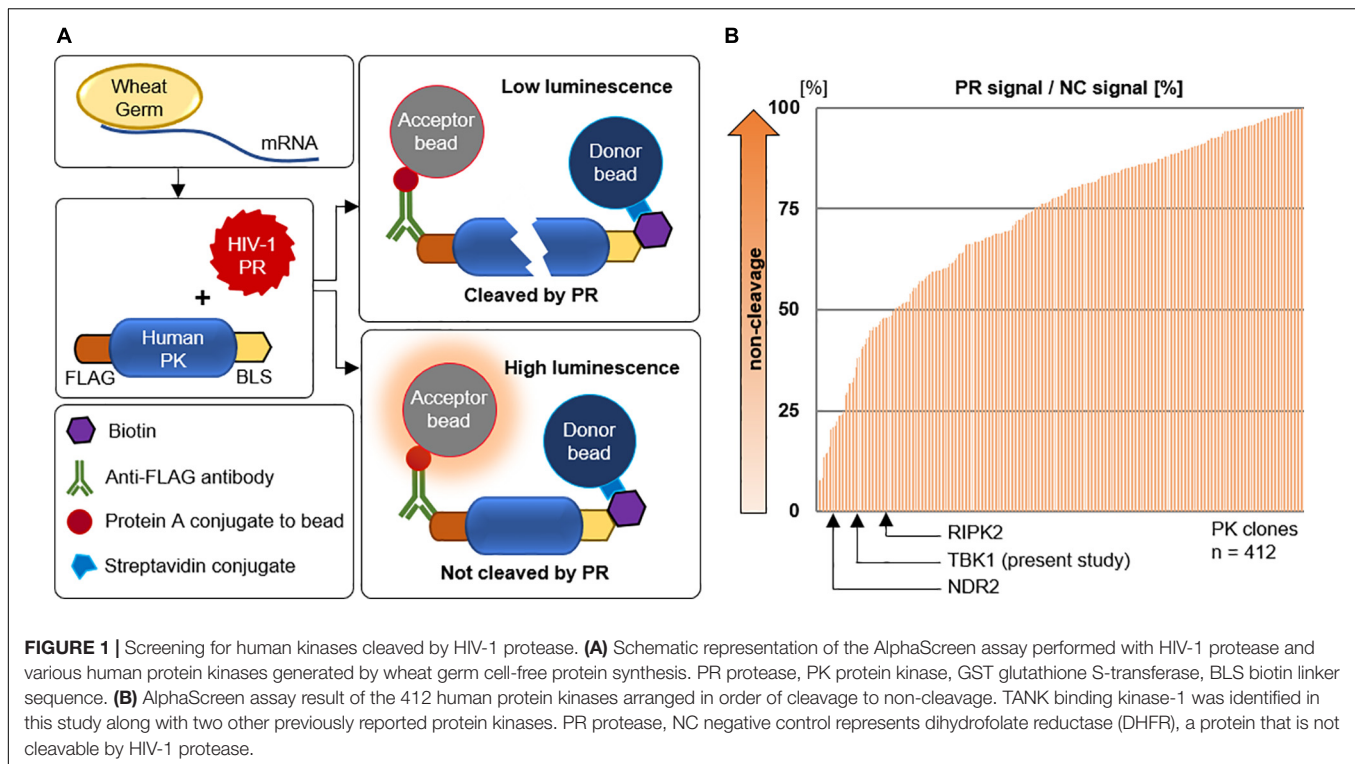 A
Wheat
Germ
mRNA
HIV-1
PR
+
Human
PK
FLAG
BLS
Biotin
Anti-FLAG antibody
Protein A conjugate to bead
Streptavidin conjugate
Low luminescence
Acceptor
bead
Donor
bead
Cleaved by PR
High luminescence
Acceptor
bead
Donor
bead
Not cleaved by PR
B
[%]
PR signal / NC signal [%]
100
75
50
25
0
non-cleavage
RIPK2
TBK1 (present study)
NDR2
PK clones
n = 412
FIGURE 1 | Screening for human kinases cleaved by HIV-1 protease. (A) Schematic representation of the AlphaScreen assay performed with HIV-1 protease and
various human protein kinases generated by wheat germ cell-free protein synthesis. PR protease, PK protein kinase, GST glutathione S-transferase, BLS biotin linker
sequence. (B) AlphaScreen assay result of the 412 human protein kinases arranged in order of cleavage to non-cleavage. TANK binding kinase-1 was identified in
this study along with two other previously reported protein kinases. PR protease, NC negative control represents dihydrofolate reductase (DHFR), a protein that is not
cleavable by HIV-1 protease.